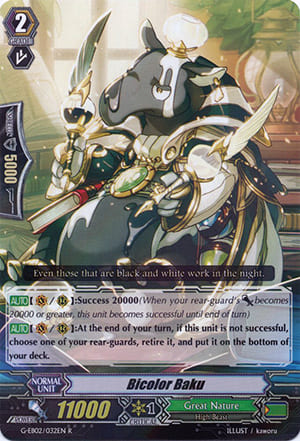 2
GRADE
5000
Even those that are black and white work in the night.
AUTO [ / ]:Success 20000(When your rear-guard's becomes
20000 or greater, this unit becomes successful until end of turn)
AUTO [ / ]:At the end of your turn, if this unit is not successful,
choose one of your rear-guards, retire it, and put it on the bottom of
your deck.
NORMAL
UNIT
Bicolor Baku
POWER
11000
1
CRITICAL
Great Nature
High Beast
G-EB02/032EN R
ILLUST / kaworu